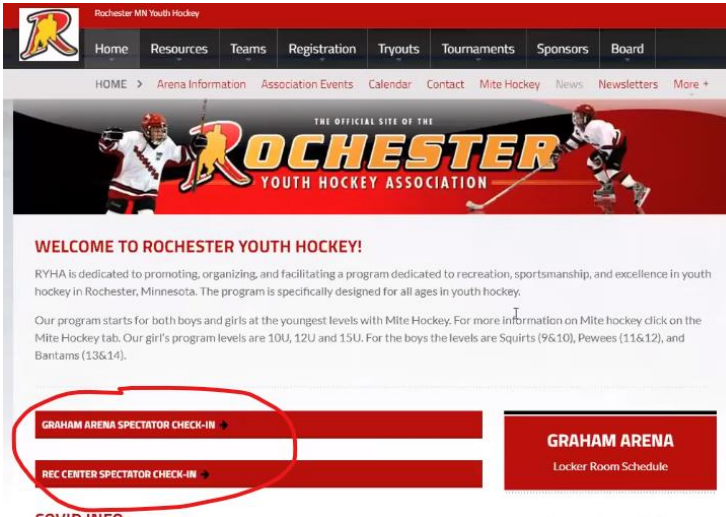 Rochester MN Youth Hockey
Home Resources Teams Registration Tryouts Tournaments Sponsors Board
HOME > Arena Information Association Events Calendar Contact Mite Hockey News Newsletters More +
THE OFFICIAL SITE OF THE
ROCHESTER
YOUTH HOCKEY ASSOCIATION
WELCOME TO ROCHESTER YOUTH HOCKEY!
RYHA is dedicated to promoting, organizing, and facilitating a program dedicated to recreation, sportsmanship, and excellence in youth
hockey in Rochester, Minnesota. The program is specifically designed for all ages in youth hockey.
Our program starts for both boys and girls at the youngest levels with Mite Hockey. For more information on Mite hockey click on the
Mite Hockey tab. Our girl's program levels are 10U, 12U and 15U. For the boys the levels are Squirts (9&10), Pewees (11&12), and
Bantams (13&14).
GRAHAM ARENA SPECTATOR CHECK-IN →
REC CENTER SPECTATOR CHECK-IN →
GRAHAM ARENA
Locker Room Schedule
COVID INFO